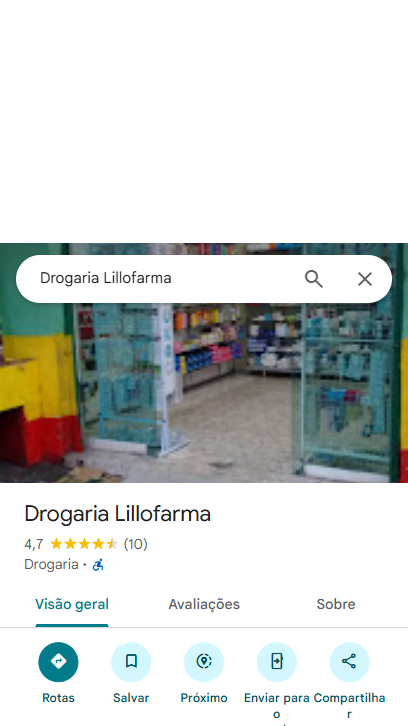 Drogaria Lillofarma
Drogaria Lillofarma
4,7 (10)
Drogaria ·
Visão geral Avaliações Sobre
Rotas Salvar Próximo Enviar para o Compartilhar